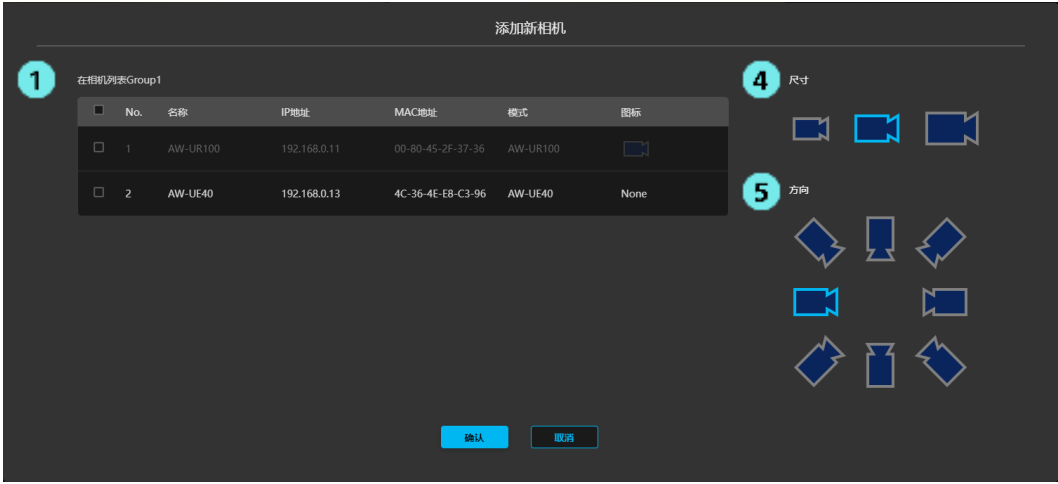 添加新相机
1 在相机列表Group1
No. 名称 IP地址 MAC地址 模式 图标
1 AW-UR100 192.168.0.11 00-80-45-2F-37-36 AW-UR100
2 AW-UE40 192.168.0.13 4C-36-4E-E8-C3-96 AW-UE40 None
4 尺寸
5 方向
确认 取消